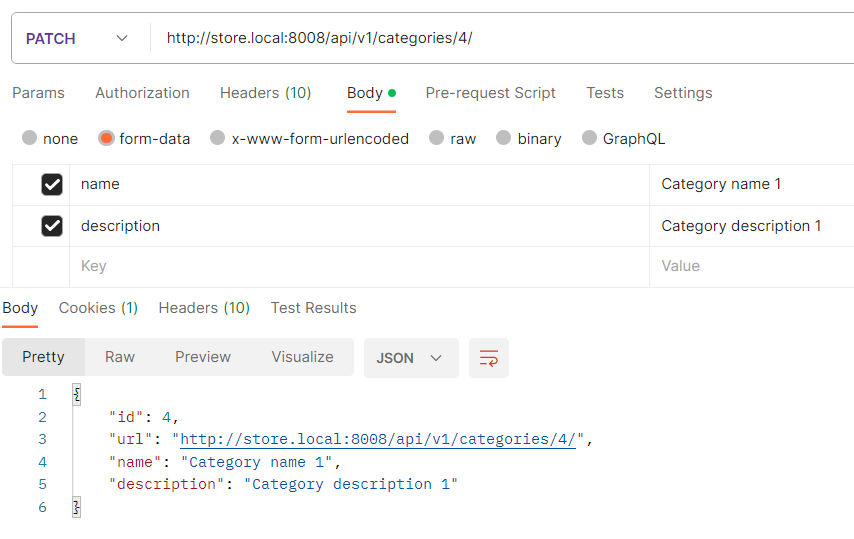 PATCH http://store.local:8008/api/v1/categories/4/
Params Authorization Headers (10) Body Pre-request Script Tests Settings
none form-data x-www-form-urlencoded raw binary GraphQL
name Category name 1
description Category description 1
Key Value
Body Cookies (1) Headers (10) Test Results
Pretty Raw Preview Visualize JSON
1 {
2 "id": 4,
3 "url": "http://store.local:8008/api/v1/categories/4/",
4 "name": "Category name 1",
5 "description": "Category description 1"
6 }